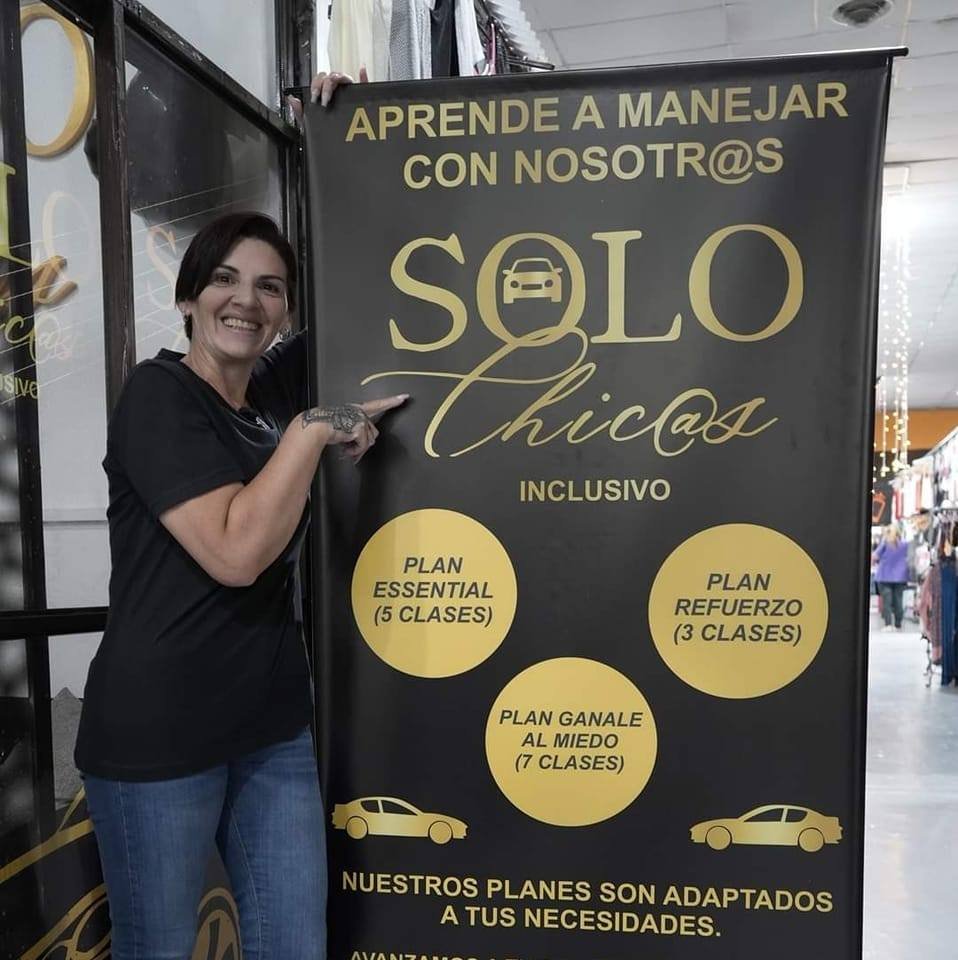 APRENDE A MANEJAR
CON NOSOTR@S
SOLO
Chic@s
INCLUSIVO
PLAN
ESSENTIAL
(5 CLASES)
PLAN
REFUERZO
(3 CLASES)
PLAN GANALE
AL MIEDO
(7 CLASES)
NUESTROS PLANES SON ADAPTADOS
A TUS NECESIDADES.
AVANZAMOS